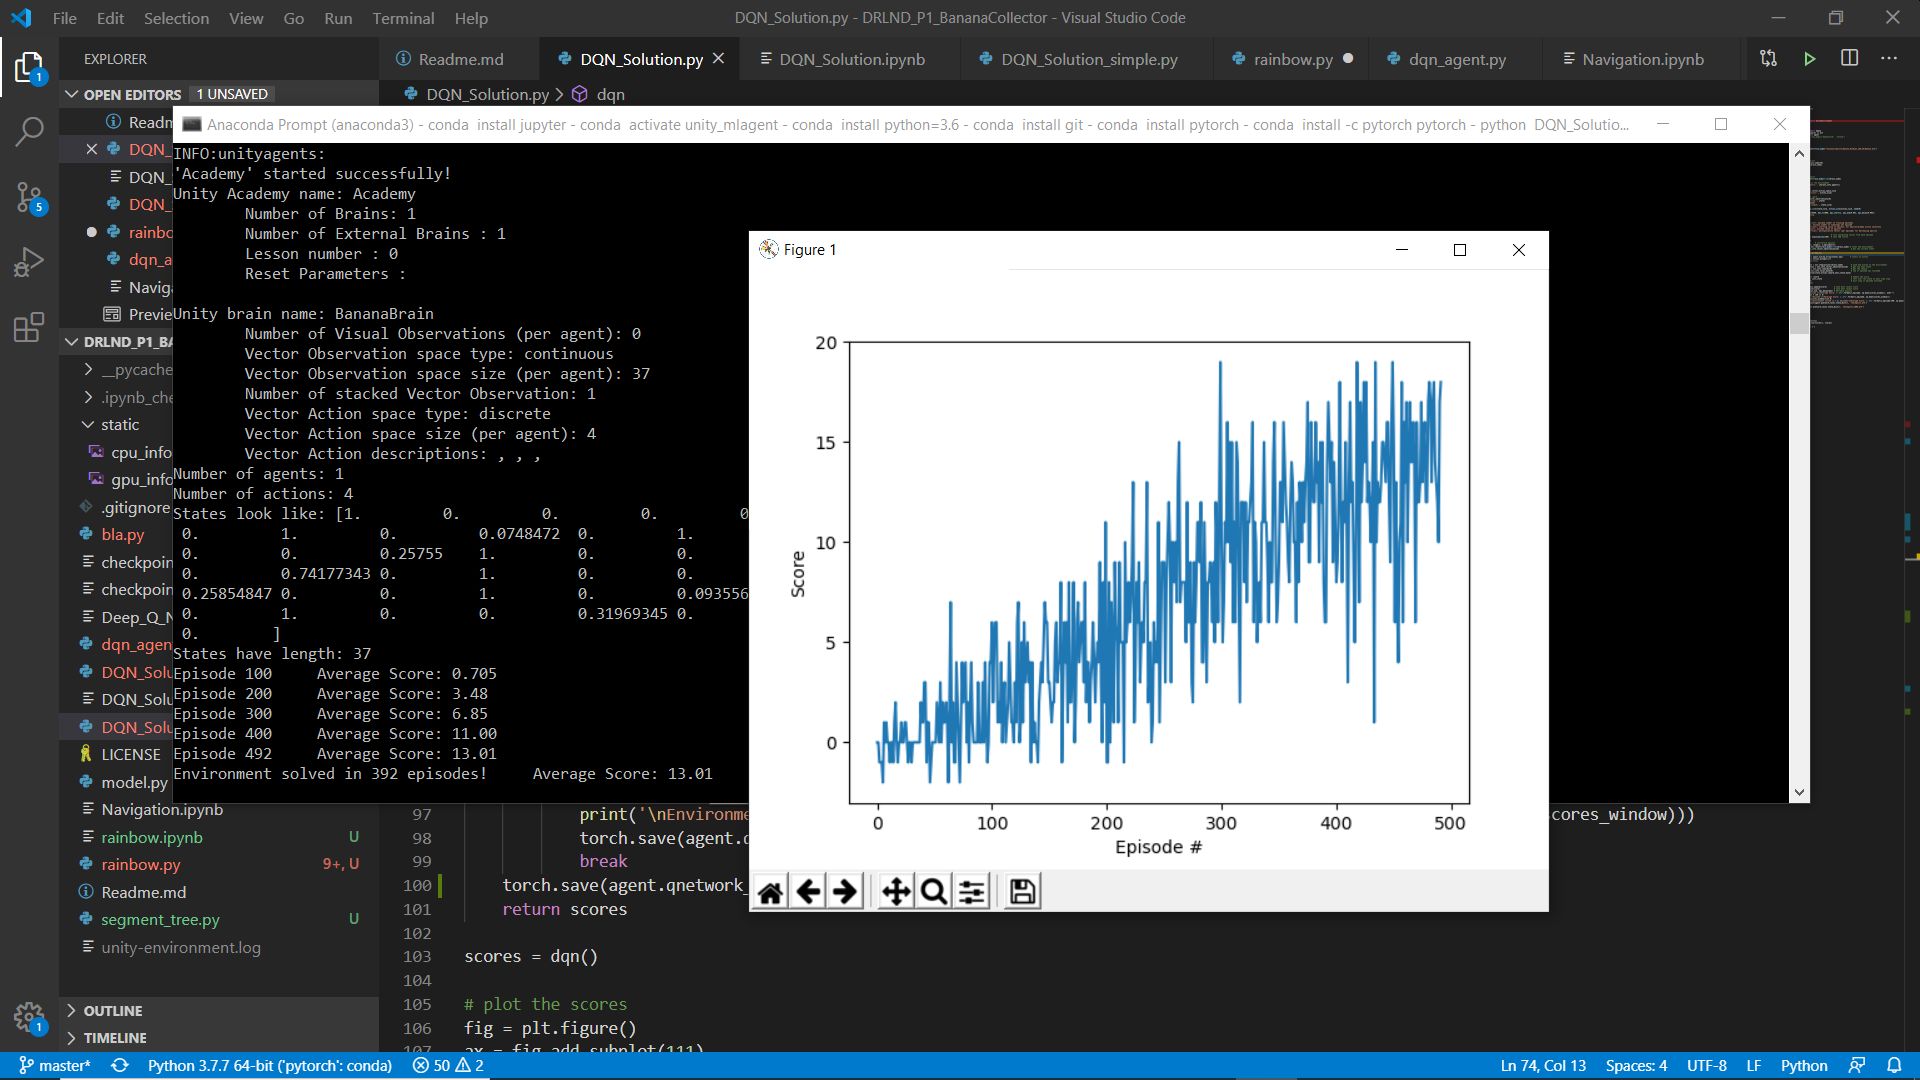 File Edit Selection View Go Run Terminal Help
DQN_Solution.py - DRLND_P1_BananaCollector - Visual Studio Code
EXPLORER
Readme.md
DQN_Solution.py
DQN_Solution.ipynb
DQN_Solution_simple.py
rainbow.py
dqn_agent.py
Navigation.ipynb
OPEN EDITORS 1 UNSAVED
DQN_Solution.py > dqn
Anaconda Prompt (anaconda3) - conda install jupyter - conda activate unity_mlagent - conda install python=3.6 - conda install git - conda install pytorch - conda install -c pytorch pytorch - python DQN_Solutio...
Readm
DQN_
DQN_
DQN_
rainbo
dqn_a
Navig
Previe
DRLND_P1_BA
__pycache
.ipynb_che
static
cpu_info
gpu_info
.gitignore
bla.py
checkpoin
checkpoin
Deep_Q_N
dqn_agen
DQN_Solu
DQN_Solu
DQN_Solu
LICENSE
model.py
Navigation.ipynb
rainbow.ipynb U
rainbow.py 9+, U
Readme.md
segment_tree.py U
unity-environment.log
OUTLINE
TIMELINE
INFO:unityagents:
'Academy' started successfully!
Unity Academy name: Academy
Number of Brains: 1
Number of External Brains : 1
Lesson number : 0
Reset Parameters :
Unity brain name: BananaBrain
Number of Visual Observations (per agent): 0
Vector Observation space type: continuous
Vector Observation space size (per agent): 37
Number of stacked Vector Observation: 1
Vector Action space type: discrete
Vector Action space size (per agent): 4
Vector Action descriptions: , , ,
Number of agents: 1
Number of actions: 4
States look like: [1. 0. 0. 0. 0
0. 1. 0. 0.0748472 0. 1.
0. 0. 0.25755 1. 0. 0.
0. 0.74177343 0. 1. 0. 0.
0.25854847 0. 0. 1. 0. 0.093556
0. 1. 0. 0. 0.31969345 0.
0. ]
States have length: 37
Episode 100 Average Score: 0.705
Episode 200 Average Score: 3.48
Episode 300 Average Score: 6.85
Episode 400 Average Score: 11.00
Episode 492 Average Score: 13.01
Environment solved in 392 episodes! Average Score: 13.01
Figure 1
20
15
10
5
0
Score
0 100 200 300 400 500
Episode #
97 print('\nEnvironme cores_window)))
98 torch.save(agent.q
99 break
100 torch.save(agent.qnetwork_
101 return scores
102
103 scores = dqn()
104
105 # plot the scores
106 fig = plt.figure()
107 ax = fig.add_subplot(111)
1
5
1
master* Python 3.7.7 64-bit ('pytorch': conda) 50 2 Ln 74, Col 13 Spaces: 4 UTF-8 LF Python